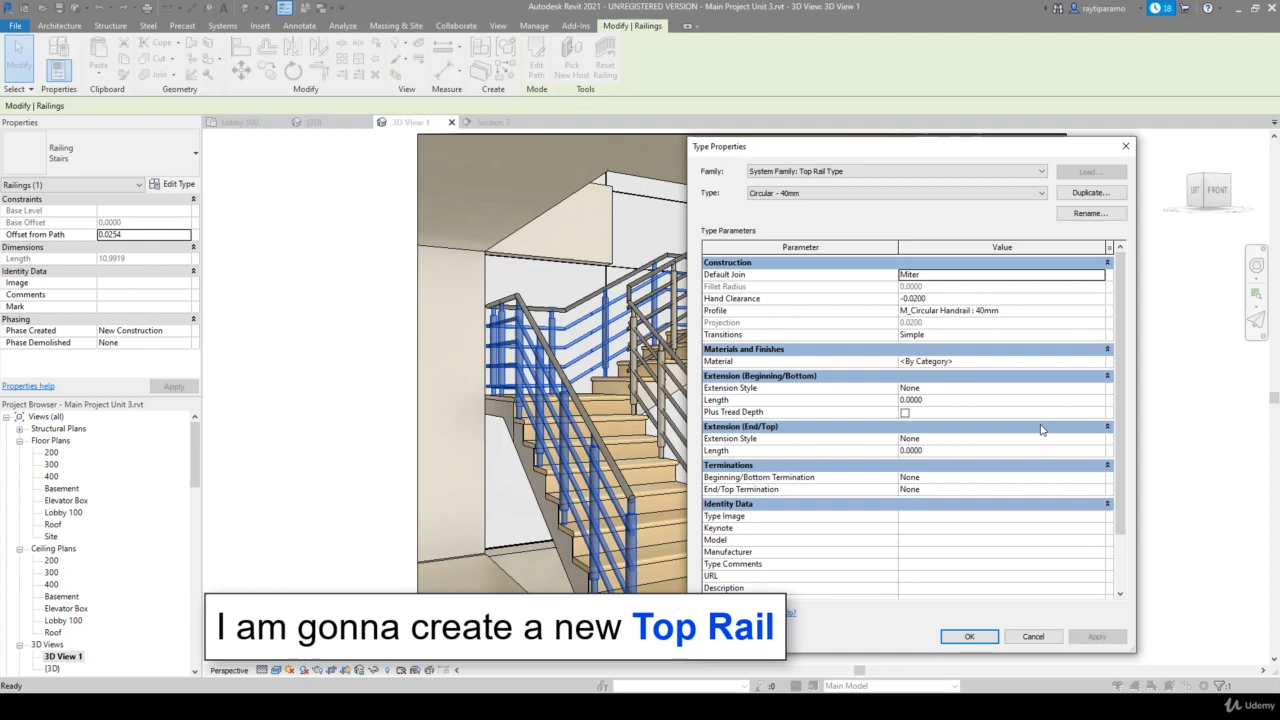 Autodesk Revit 2021 - UNREGISTERED VERSION - Main Project Unit 3.rvt - 3D View: 3D View 1
raytiparamo
18
File Architecture Structure Steel Precast Systems Insert Annotate Analyze Massing & Site Collaborate View Manage Add-Ins Modify | Railings
Modify
Properties
Paste
Cope
Cut
Join
Edit Path
Pick New Host
Reset Railing
Select Properties Clipboard Geometry Modify View Measure Create Mode Tools
Modify | Railings
Properties
Lobby 100
{3D}
3D View 1
Section 3
Railing
Stairs
Railings (1)
Edit Type
Constraints
Base Level
Base Offset 0.0000
Offset from Path 0.0254
Dimensions
Length 10.9919
Identity Data
Image
Comments
Mark
Phasing
Phase Created New Construction
Phase Demolished None
Properties help
Apply
Project Browser - Main Project Unit 3.rvt
Views (all)
Structural Plans
Floor Plans
200
300
400
Basement
Elevator Box
Lobby 100
Roof
Site
Ceiling Plans
200
300
400
Basement
Elevator Box
Lobby 100
Roof
3D Views
3D View 1
{3D}
Type Properties
Family: System Family: Top Rail Type
Load...
Type: Circular - 40mm
Duplicate...
Rename...
Type Parameters
Parameter Value
Construction
Default Join Miter
Fillet Radius 0.0000
Hand Clearance -0.0200
Profile M_Circular Handrail : 40mm
Projection 0.0200
Transitions Simple
Materials and Finishes
Material <By Category>
Extension (Beginning/Bottom)
Extension Style None
Length 0.0000
Plus Tread Depth
Extension (End/Top)
Extension Style None
Length 0.0000
Terminations
Beginning/Bottom Termination None
End/Top Termination None
Identity Data
Type Image
Keynote
Model
Manufacturer
Type Comments
URL
Description
OK Cancel Apply
LEFT FRONT
I am gonna create a new Top Rail
Perspective
Ready
:0
Main Model
:1
Udemy